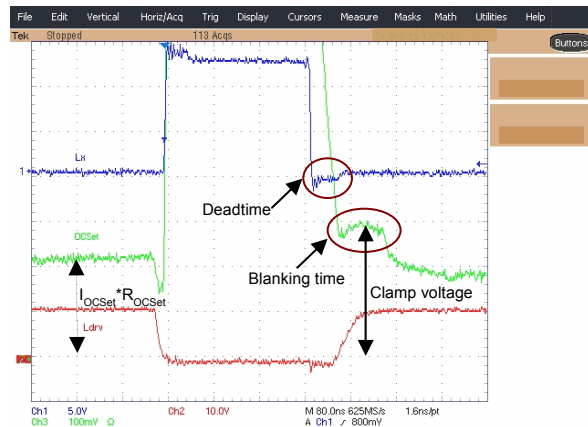 File Edit Vertical Horiz/Acq Trig Display Cursors Measure Masks Math Utilities Help
Tek Stopped 113 Acqs
Buttons
Lx
1
Deadtime
OCSet
Blanking time
Clamp voltage
IOCSet*ROCSet
Ldrv
2
Ch1 5.0V Ch2 10.0V M 80.0ns 625MS/s 1.6ns/pt
Ch3 100mV Ω A Ch1 ∕ 800mV